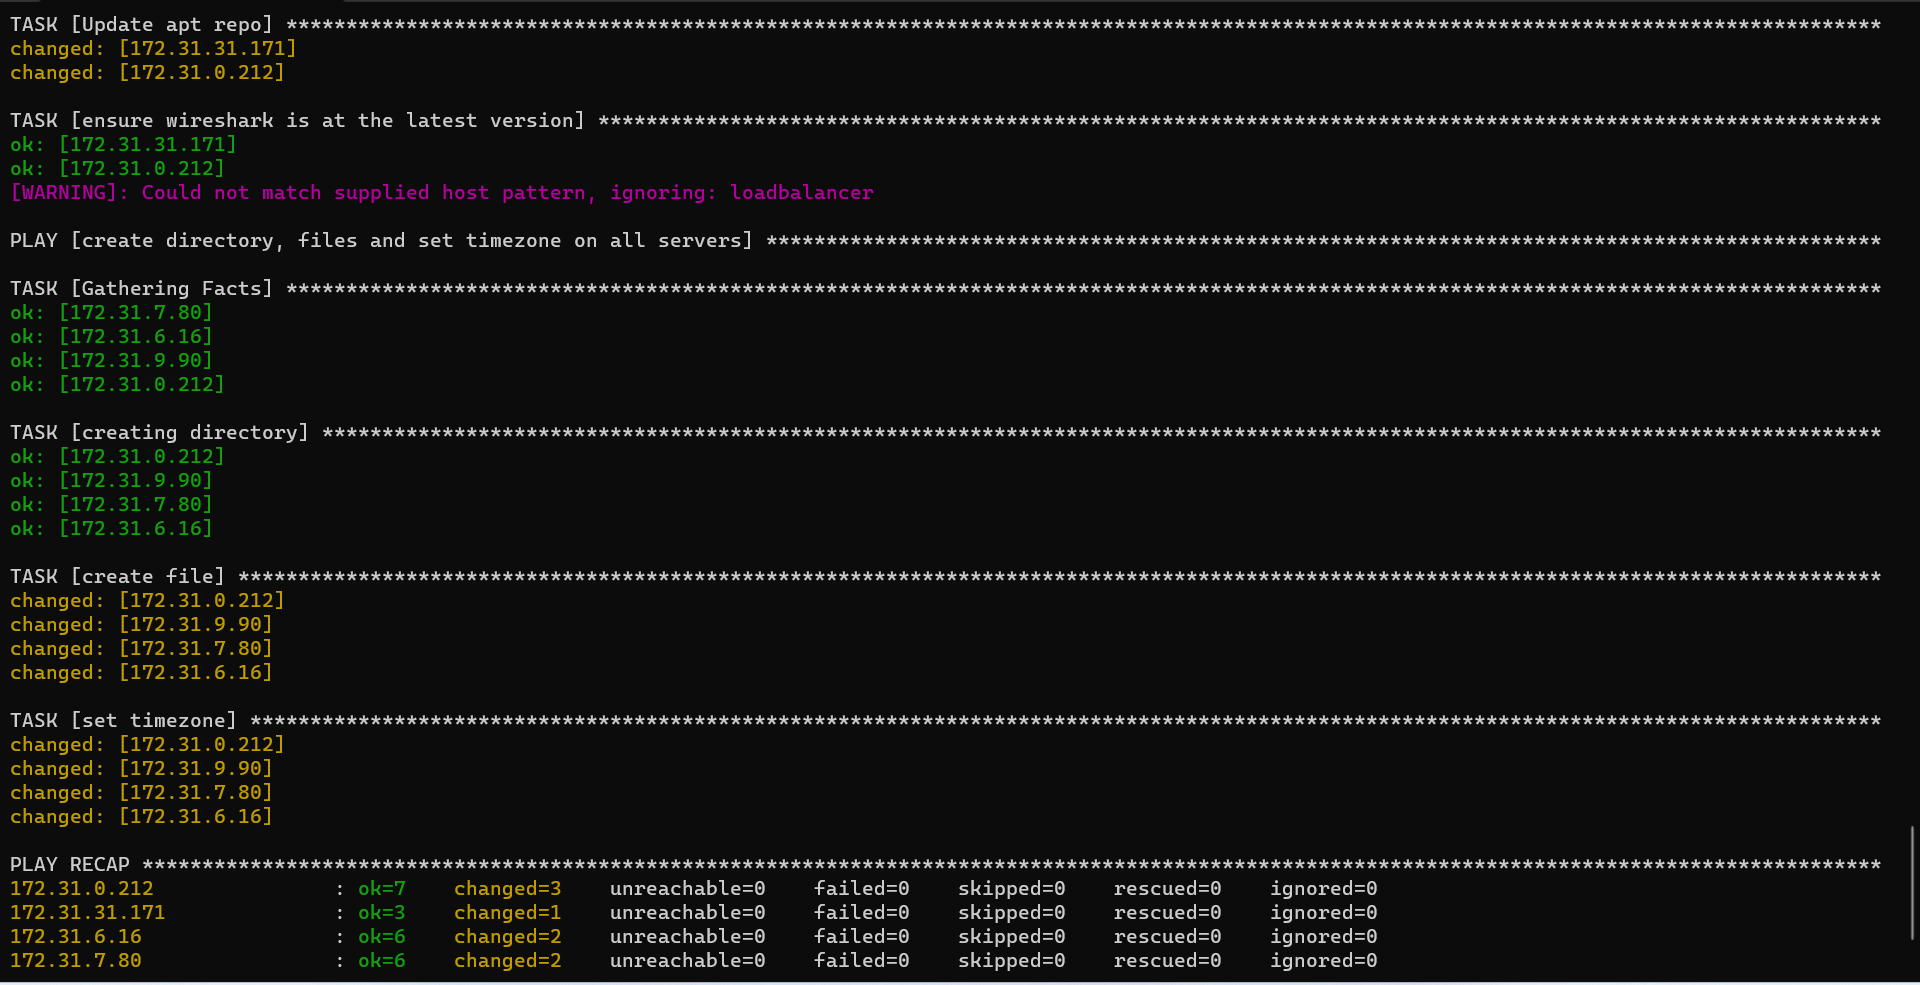 TASK [Update apt repo] *************************************************************************************************************************************
changed: [172.31.31.171]
changed: [172.31.0.212]
TASK [ensure wireshark is at the latest version] ***********************************************************************************************************
ok: [172.31.31.171]
ok: [172.31.0.212]
[WARNING]: Could not match supplied host pattern, ignoring: loadbalancer
PLAY [create directory, files and set timezone on all servers] *********************************************************************************************
TASK [Gathering Facts] *************************************************************************************************************************************
ok: [172.31.7.80]
ok: [172.31.6.16]
ok: [172.31.9.90]
ok: [172.31.0.212]
TASK [creating directory] **********************************************************************************************************************************
ok: [172.31.0.212]
ok: [172.31.9.90]
ok: [172.31.7.80]
ok: [172.31.6.16]
TASK [create file] *****************************************************************************************************************************************
changed: [172.31.0.212]
changed: [172.31.9.90]
changed: [172.31.7.80]
changed: [172.31.6.16]
TASK [set timezone] ****************************************************************************************************************************************
changed: [172.31.0.212]
changed: [172.31.9.90]
changed: [172.31.7.80]
changed: [172.31.6.16]
PLAY RECAP *************************************************************************************************************************************************
172.31.0.212               : ok=7    changed=3    unreachable=0    failed=0    skipped=0    rescued=0    ignored=0
172.31.31.171              : ok=3    changed=1    unreachable=0    failed=0    skipped=0    rescued=0    ignored=0
172.31.6.16                : ok=6    changed=2    unreachable=0    failed=0    skipped=0    rescued=0    ignored=0
172.31.7.80                : ok=6    changed=2    unreachable=0    failed=0    skipped=0    rescued=0    ignored=0